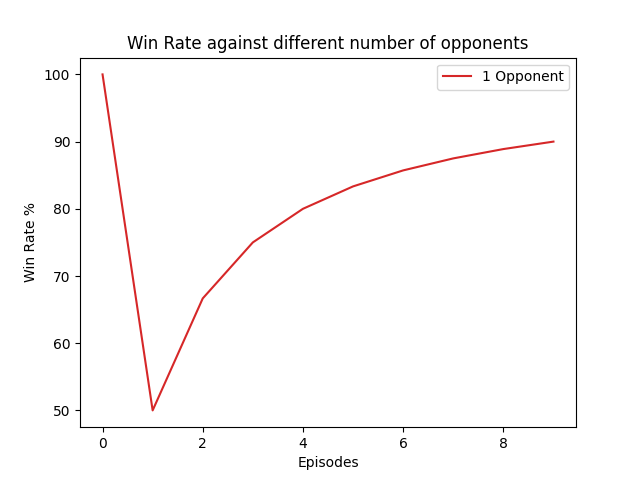 Win Rate against different number of opponents
1 Opponent
100
90
80
70
60
50
Win Rate %
0 2 4 6 8
Episodes